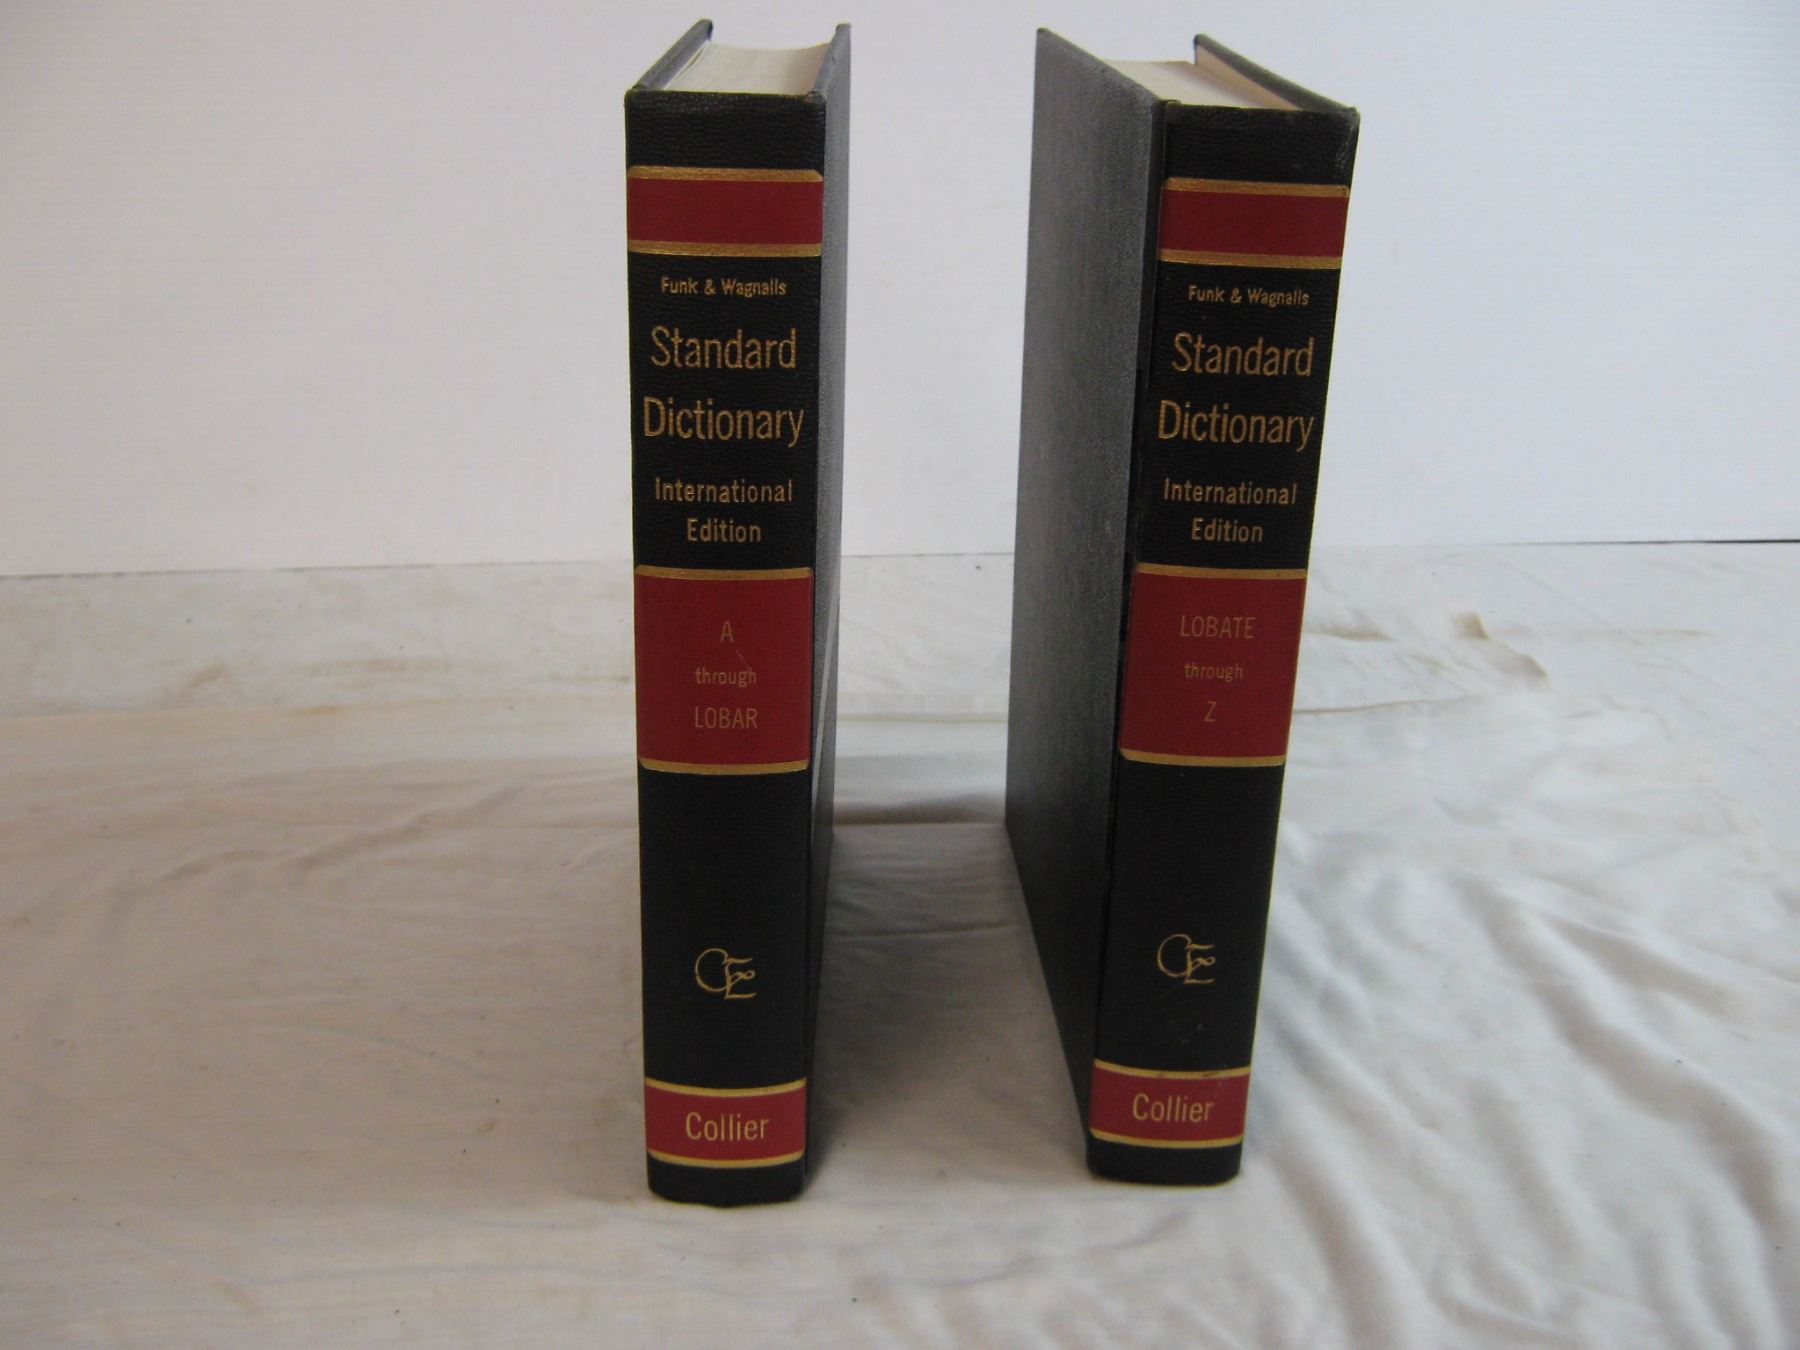 Funk & Wagnalls
Standard
Dictionary
International
Edition
A
through
LOBAR
CE
Collier
Funk & Wagnalls
Standard
Dictionary
International
Edition
LOBATE
through
Z
CE
Collier